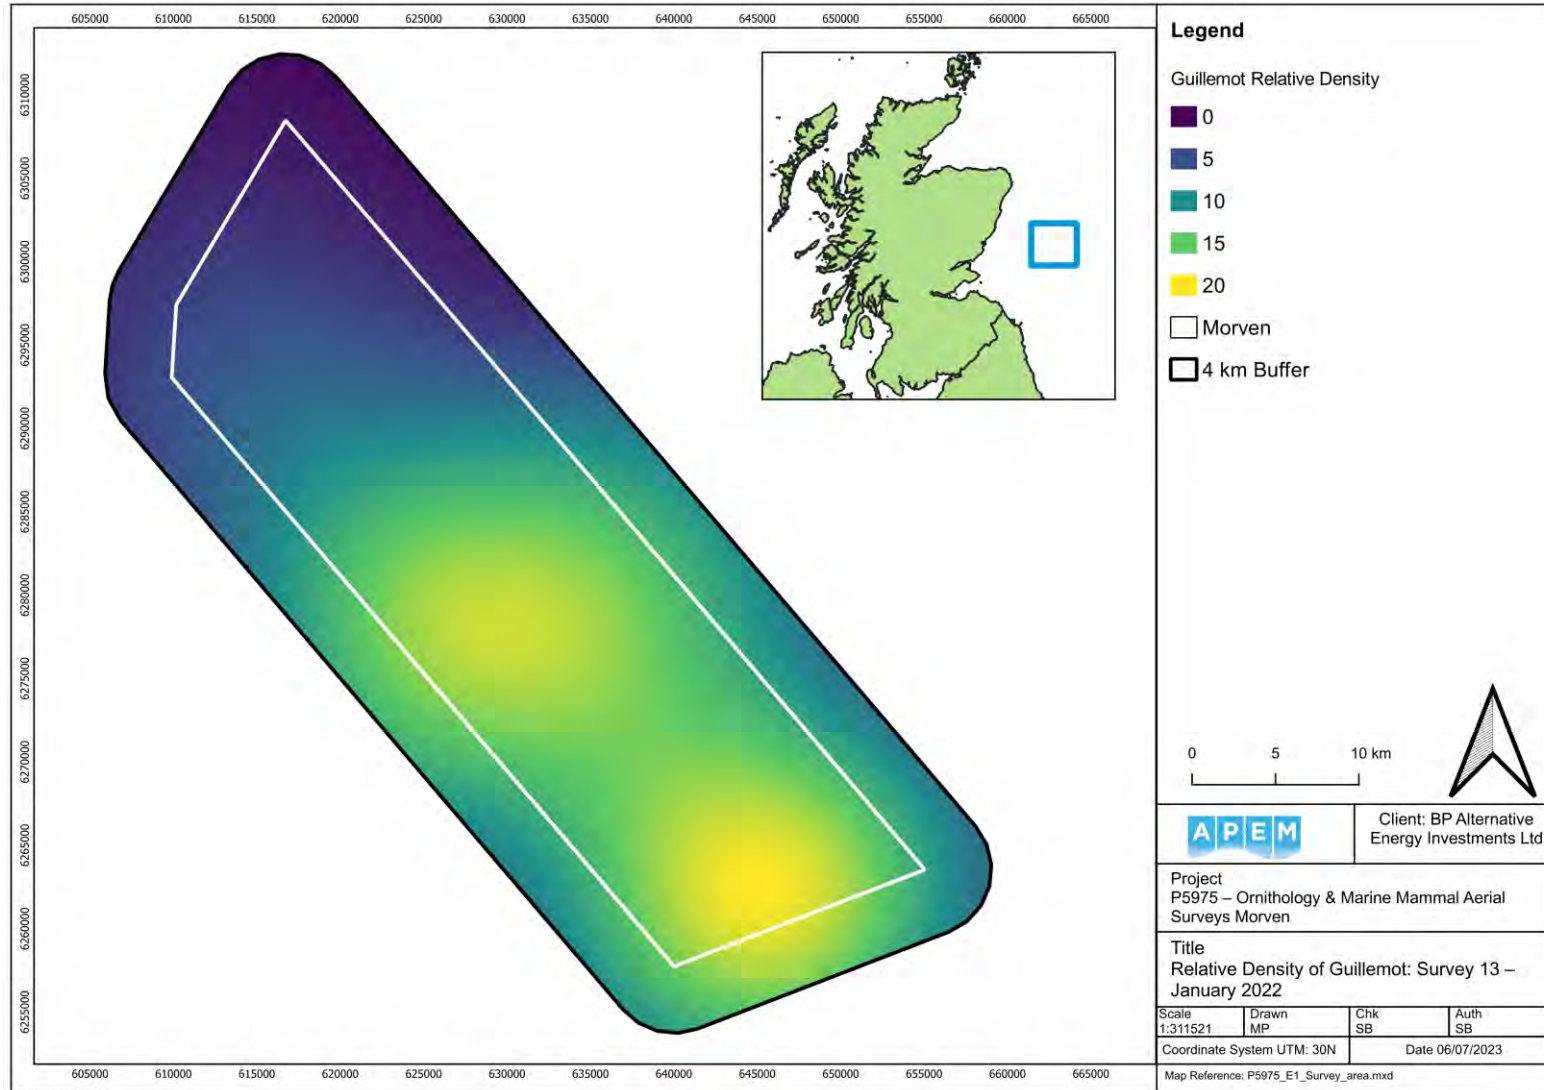 605000 610000 615000 620000 625000 630000 635000 640000 645000 650000 655000 660000 665000
6310000
6305000
6300000
6295000
6290000
6285000
6280000
6275000
6270000
6265000
6260000
6255000
605000 610000 615000 620000 625000 630000 635000 640000 645000 650000 655000 660000 665000
Legend
Guillemot Relative Density
0
5
10
15
20
Morven
4 km Buffer
0 5 10 km
APEM
Client: BP Alternative
Energy Investments Ltd
Project
P5975 – Ornithology & Marine Mammal Aerial
Surveys Morven
Title
Relative Density of Guillemot: Survey 13 –
January 2022
Scale Drawn Chk Auth
1:311521 MP SB SB
Coordinate System UTM: 30N Date 06/07/2023
Map Reference: P5975_E1_Survey_area.mxd